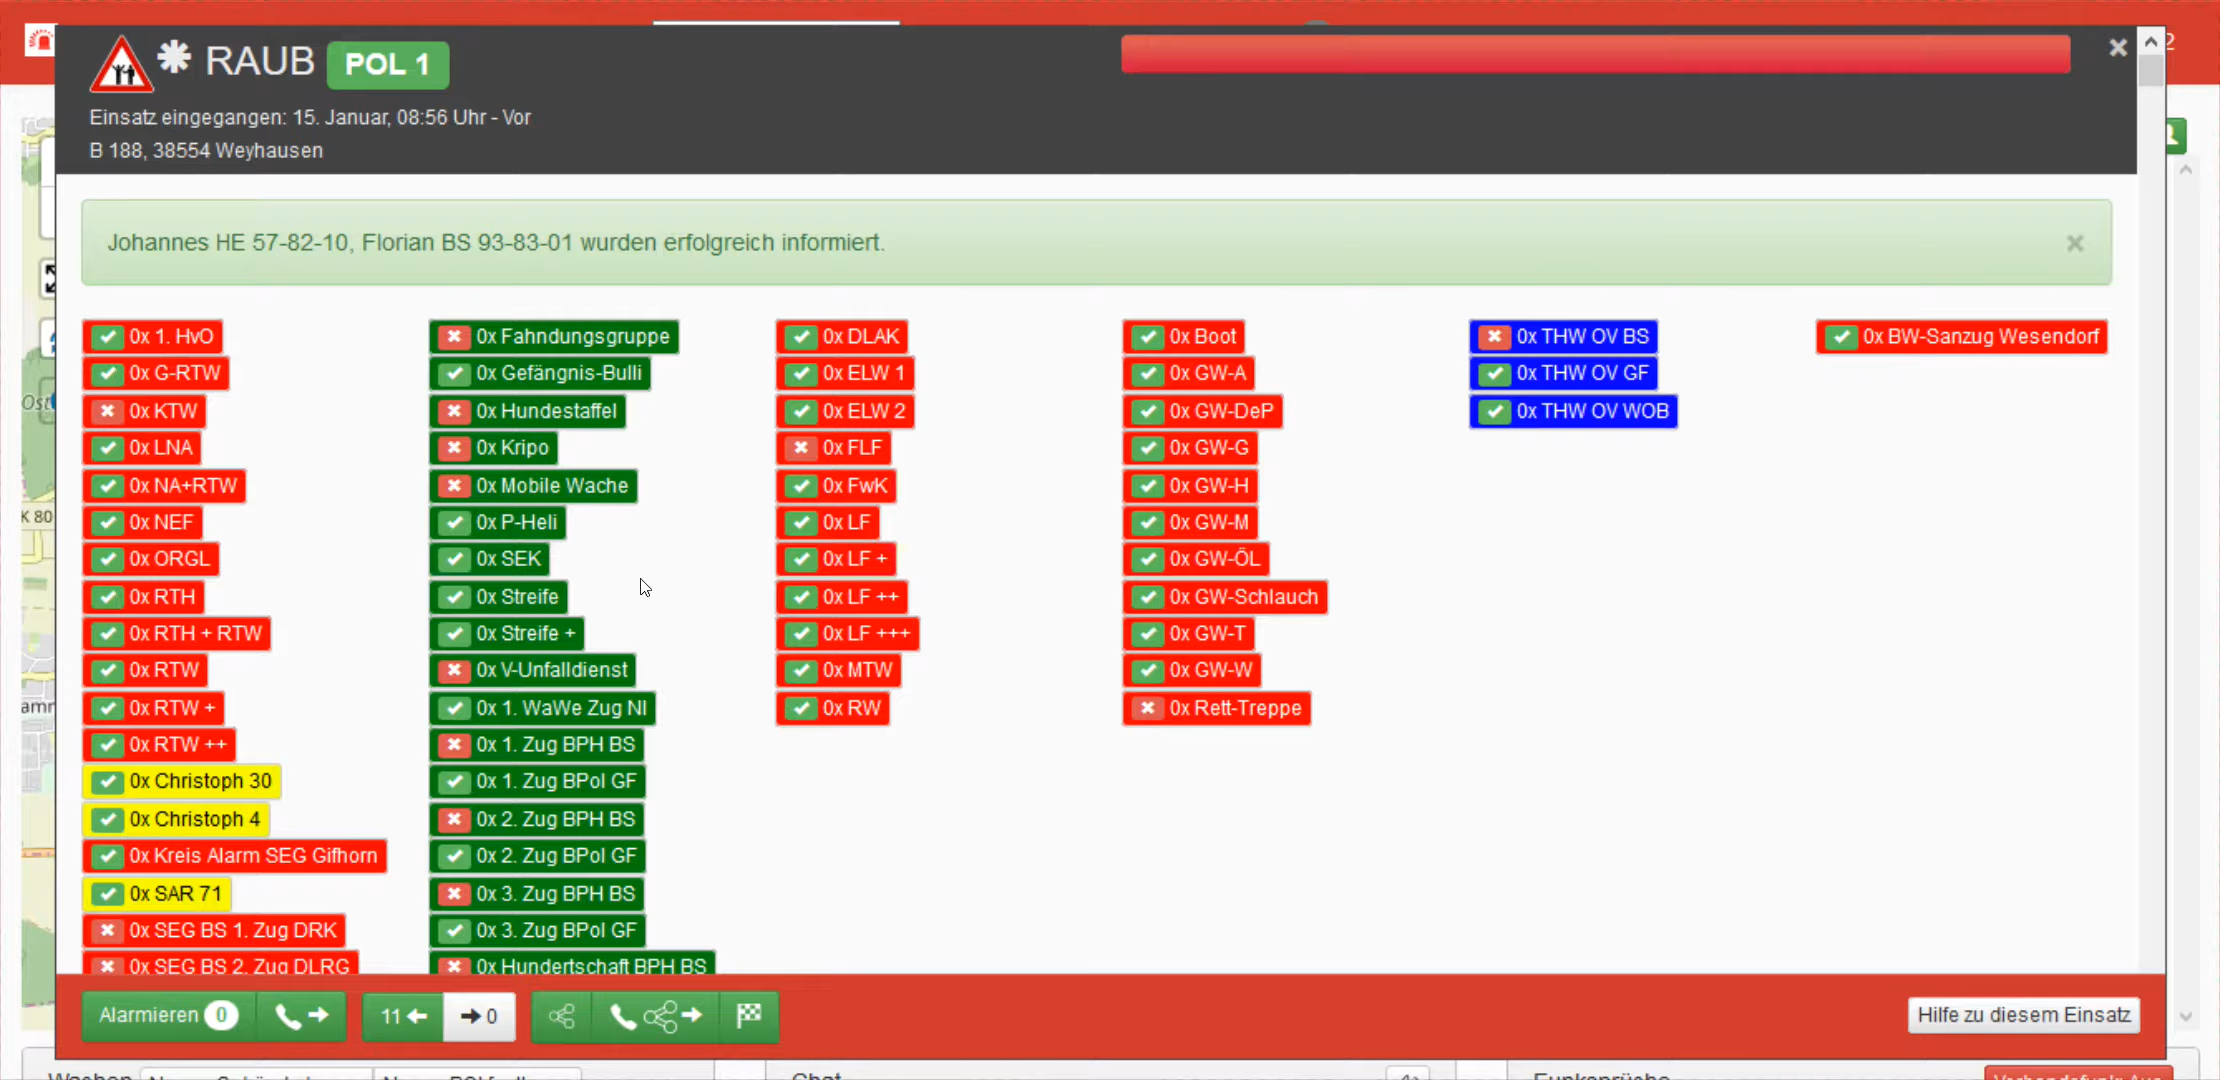 RAUB POL 1
Einsatz eingegangen: 15. Januar, 08:56 Uhr - Vor
B 188, 38554 Weyhausen
Johannes HE 57-82-10, Florian BS 93-83-01 wurden erfolgreich informiert.
0x 1. HvO
0x G-RTW
0x KTW
0x LNA
0x NA+RTW
0x NEF
0x ORGL
0x RTH
0x RTH + RTW
0x RTW
0x RTW +
0x RTW ++
0x Christoph 30
0x Christoph 4
0x Kreis Alarm SEG Gifhorn
0x SAR 71
0x SEG BS 1. Zug DRK
0x SEG BS 2. Zug DLRG
0x Fahndungsgruppe
0x Gefängnis-Bulli
0x Hundestaffel
0x Kripo
0x Mobile Wache
0x P-Heli
0x SEK
0x Streife
0x Streife +
0x V-Unfalldienst
0x 1. WaWe Zug NI
0x 1. Zug BPH BS
0x 1. Zug BPol GF
0x 2. Zug BPH BS
0x 2. Zug BPol GF
0x 3. Zug BPH BS
0x 3. Zug BPol GF
0x Hundertschaft BPH BS
0x DLAK
0x ELW 1
0x ELW 2
0x FLF
0x FwK
0x LF
0x LF +
0x LF ++
0x LF +++
0x MTW
0x RW
0x Boot
0x GW-A
0x GW-DeP
0x GW-G
0x GW-H
0x GW-M
0x GW-ÖL
0x GW-Schlauch
0x GW-T
0x GW-W
0x Rett-Treppe
0x THW OV BS
0x THW OV GF
0x THW OV WOB
0x BW-Sanzug Wesendorf
Alarmieren 0
11
0
Hilfe zu diesem Einsatz
K 80
Ost
Wachen
Chat
Funksprüche